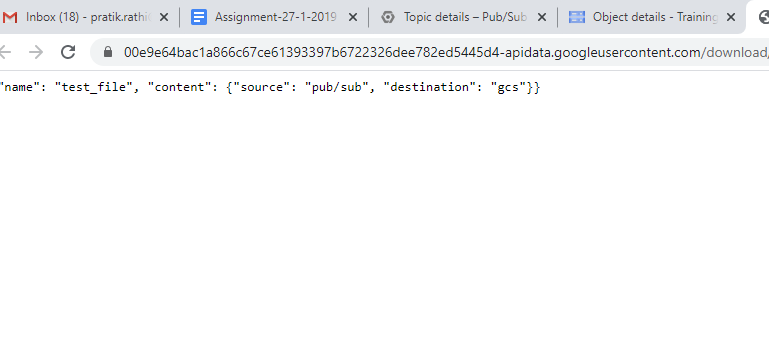 Inbox (18) - pratik.rathi
Assignment-27-1-2019
Topic details – Pub/Sub
Object details - Training
00e9e64bac1a866c67ce61393397b6722326dee782ed5445d4-apidata.googleusercontent.com/download/
"name": "test_file", "content": {"source": "pub/sub", "destination": "gcs"}}